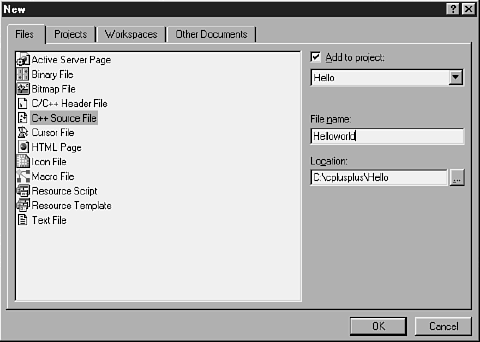 New
Files
Projects
Workspaces
Other Documents
Active Server Page
Binary File
Bitmap File
C/C++ Header File
C++ Source File
Cursor File
HTML Page
Icon File
Macro File
Resource Script
Resource Template
Text File
Add to project:
Hello
File name:
Helloworld
Location:
C:\cplusplus\Hello
...
OK
Cancel